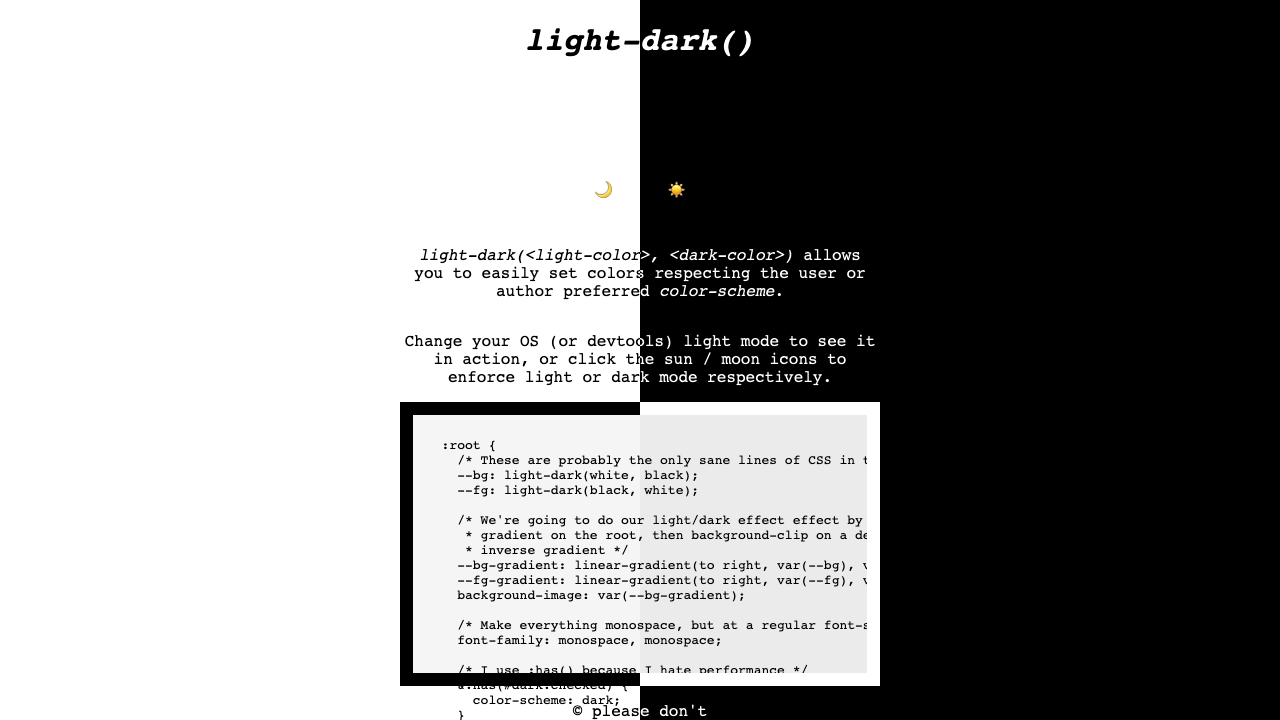 light-dark()
light-dark(<light-color>, <dark-color>) allows
you to easily set colors respecting the user or
author preferred color-scheme.
Change your OS (or devtools) light mode to see it
in action, or click the sun / moon icons to
enforce light or dark mode respectively.
:root {
/* These are probably the only sane lines of CSS in t
--bg: light-dark(white, black);
--fg: light-dark(black, white);
/* We're going to do our light/dark effect effect by
* gradient on the root, then background-clip on a de
* inverse gradient */
--bg-gradient: linear-gradient(to right, var(--bg), v
--fg-gradient: linear-gradient(to right, var(--fg), v
background-image: var(--bg-gradient);
/* Make everything monospace, but at a regular font-s
font-family: monospace, monospace;
/* I use :has() because I hate performance */
&:has(#dark:checked) {
color-scheme: dark;
}
© please don't